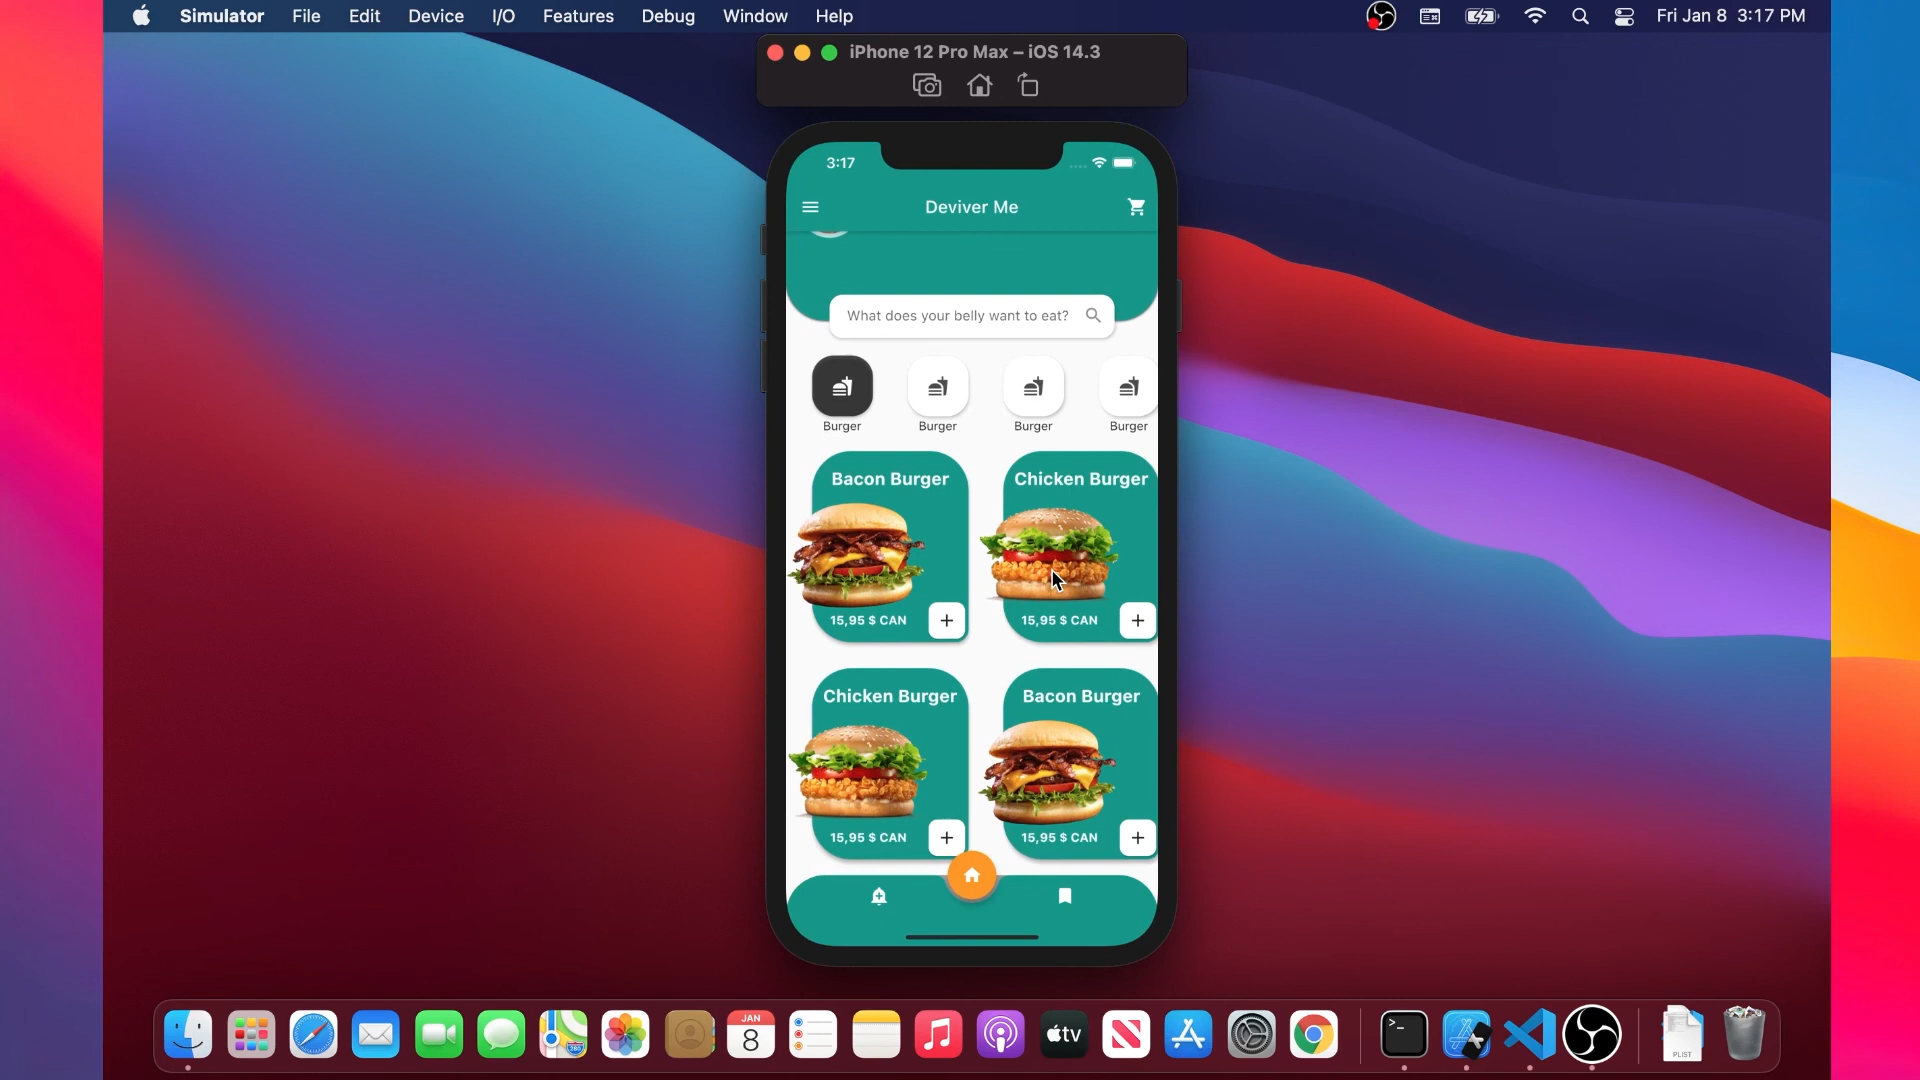 Simulator File Edit Device I/O Features Debug Window Help Fri Jan 8 3:17 PM
iPhone 12 Pro Max – iOS 14.3
3:17
Deviver Me
What does your belly want to eat?
Burger Burger Burger Burger
Bacon Burger Chicken Burger
15,95 $ CAN + 15,95 $ CAN +
Chicken Burger Bacon Burger
15,95 $ CAN + 15,95 $ CAN +
JAN
8
tv
>_
PLIST